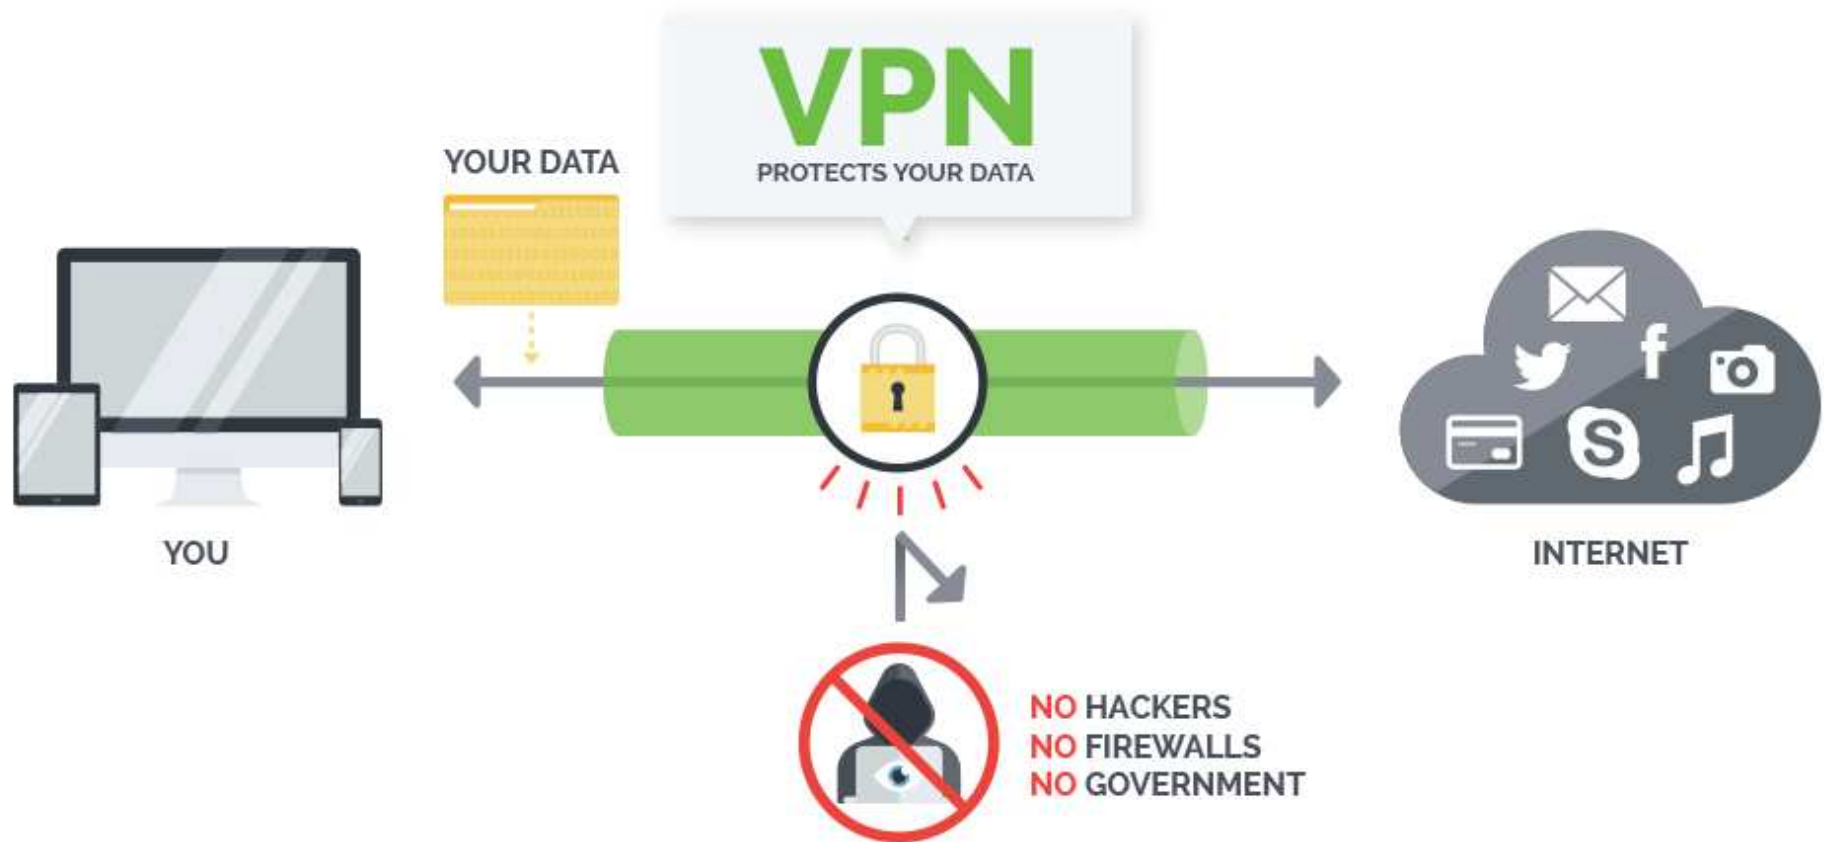 VPN
PROTECTS YOUR DATA
YOUR DATA
YOU
INTERNET
NO HACKERS
NO FIREWALLS
NO GOVERNMENT